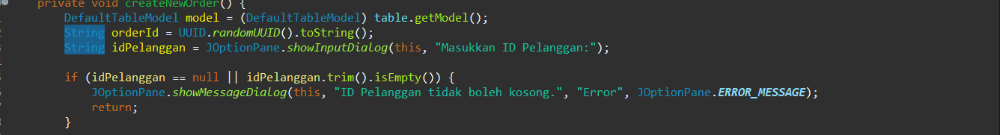 private void createNewOrder() {
DefaultTableModel model = (DefaultTableModel) table.getModel();
String orderId = UUID.randomUUID().toString();
String idPelanggan = JOptionPane.showInputDialog(this, "Masukkan ID Pelanggan:");
if (idPelanggan == null || idPelanggan.trim().isEmpty()) {
JOptionPane.showMessageDialog(this, "ID Pelanggan tidak boleh kosong.", "Error", JOptionPane.ERROR_MESSAGE);
return;
}